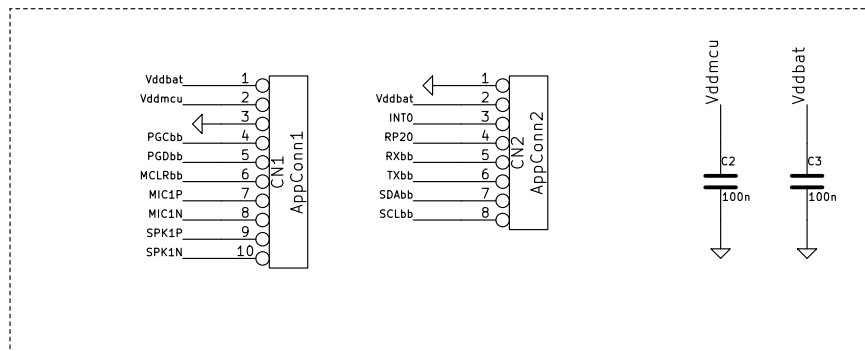 Vddbat 1
Vddmcu 2
3
PGCbb 4
PGDbb 5
MCLRbb 6
MIC1P 7
MIC1N 8
SPK1P 9
SPK1N 10
CN1
AppConn1
1
Vddbat 2
INT0 3
RP20 4
RXbb 5
TXbb 6
SDAbb 7
SCLbb 8
CN2
AppConn2
Vddmcu
C2
100n
Vddbat
C3
100n